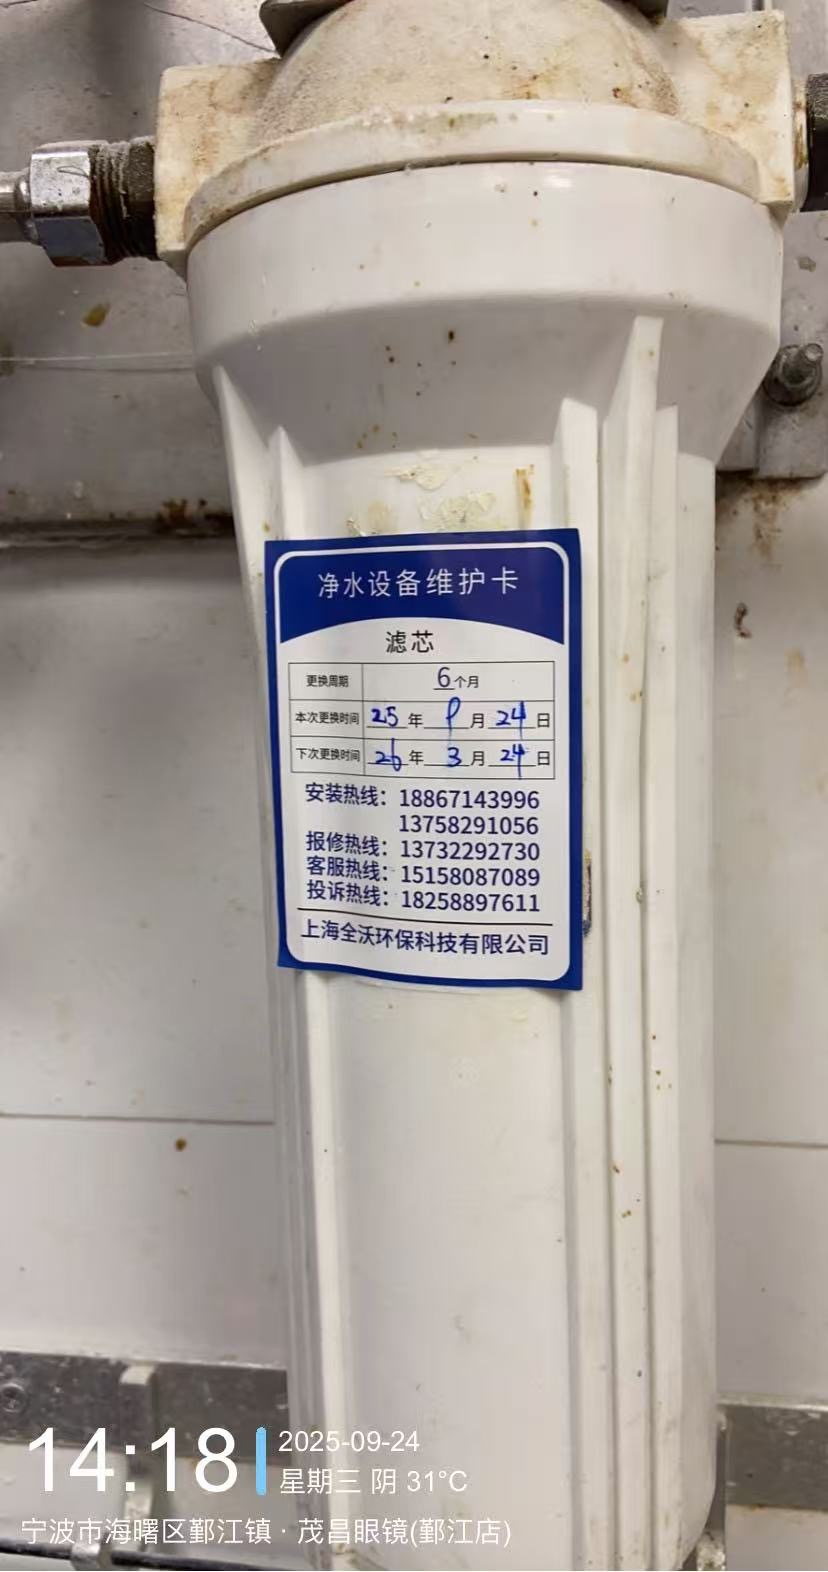 净水设备维护卡
滤芯
更换周期 6个月
本次更换时间 25年9月24日
下次更换时间 26年3月24日
安装热线：18867143996
13758291056
报修热线：13732292730
客服热线：15158087089
投诉热线：18258897611
上海全沃环保科技有限公司
14:18
2025-09-24
星期三 阴 31°C
宁波市海曙区鄞江镇·茂昌眼镜(鄞江店)